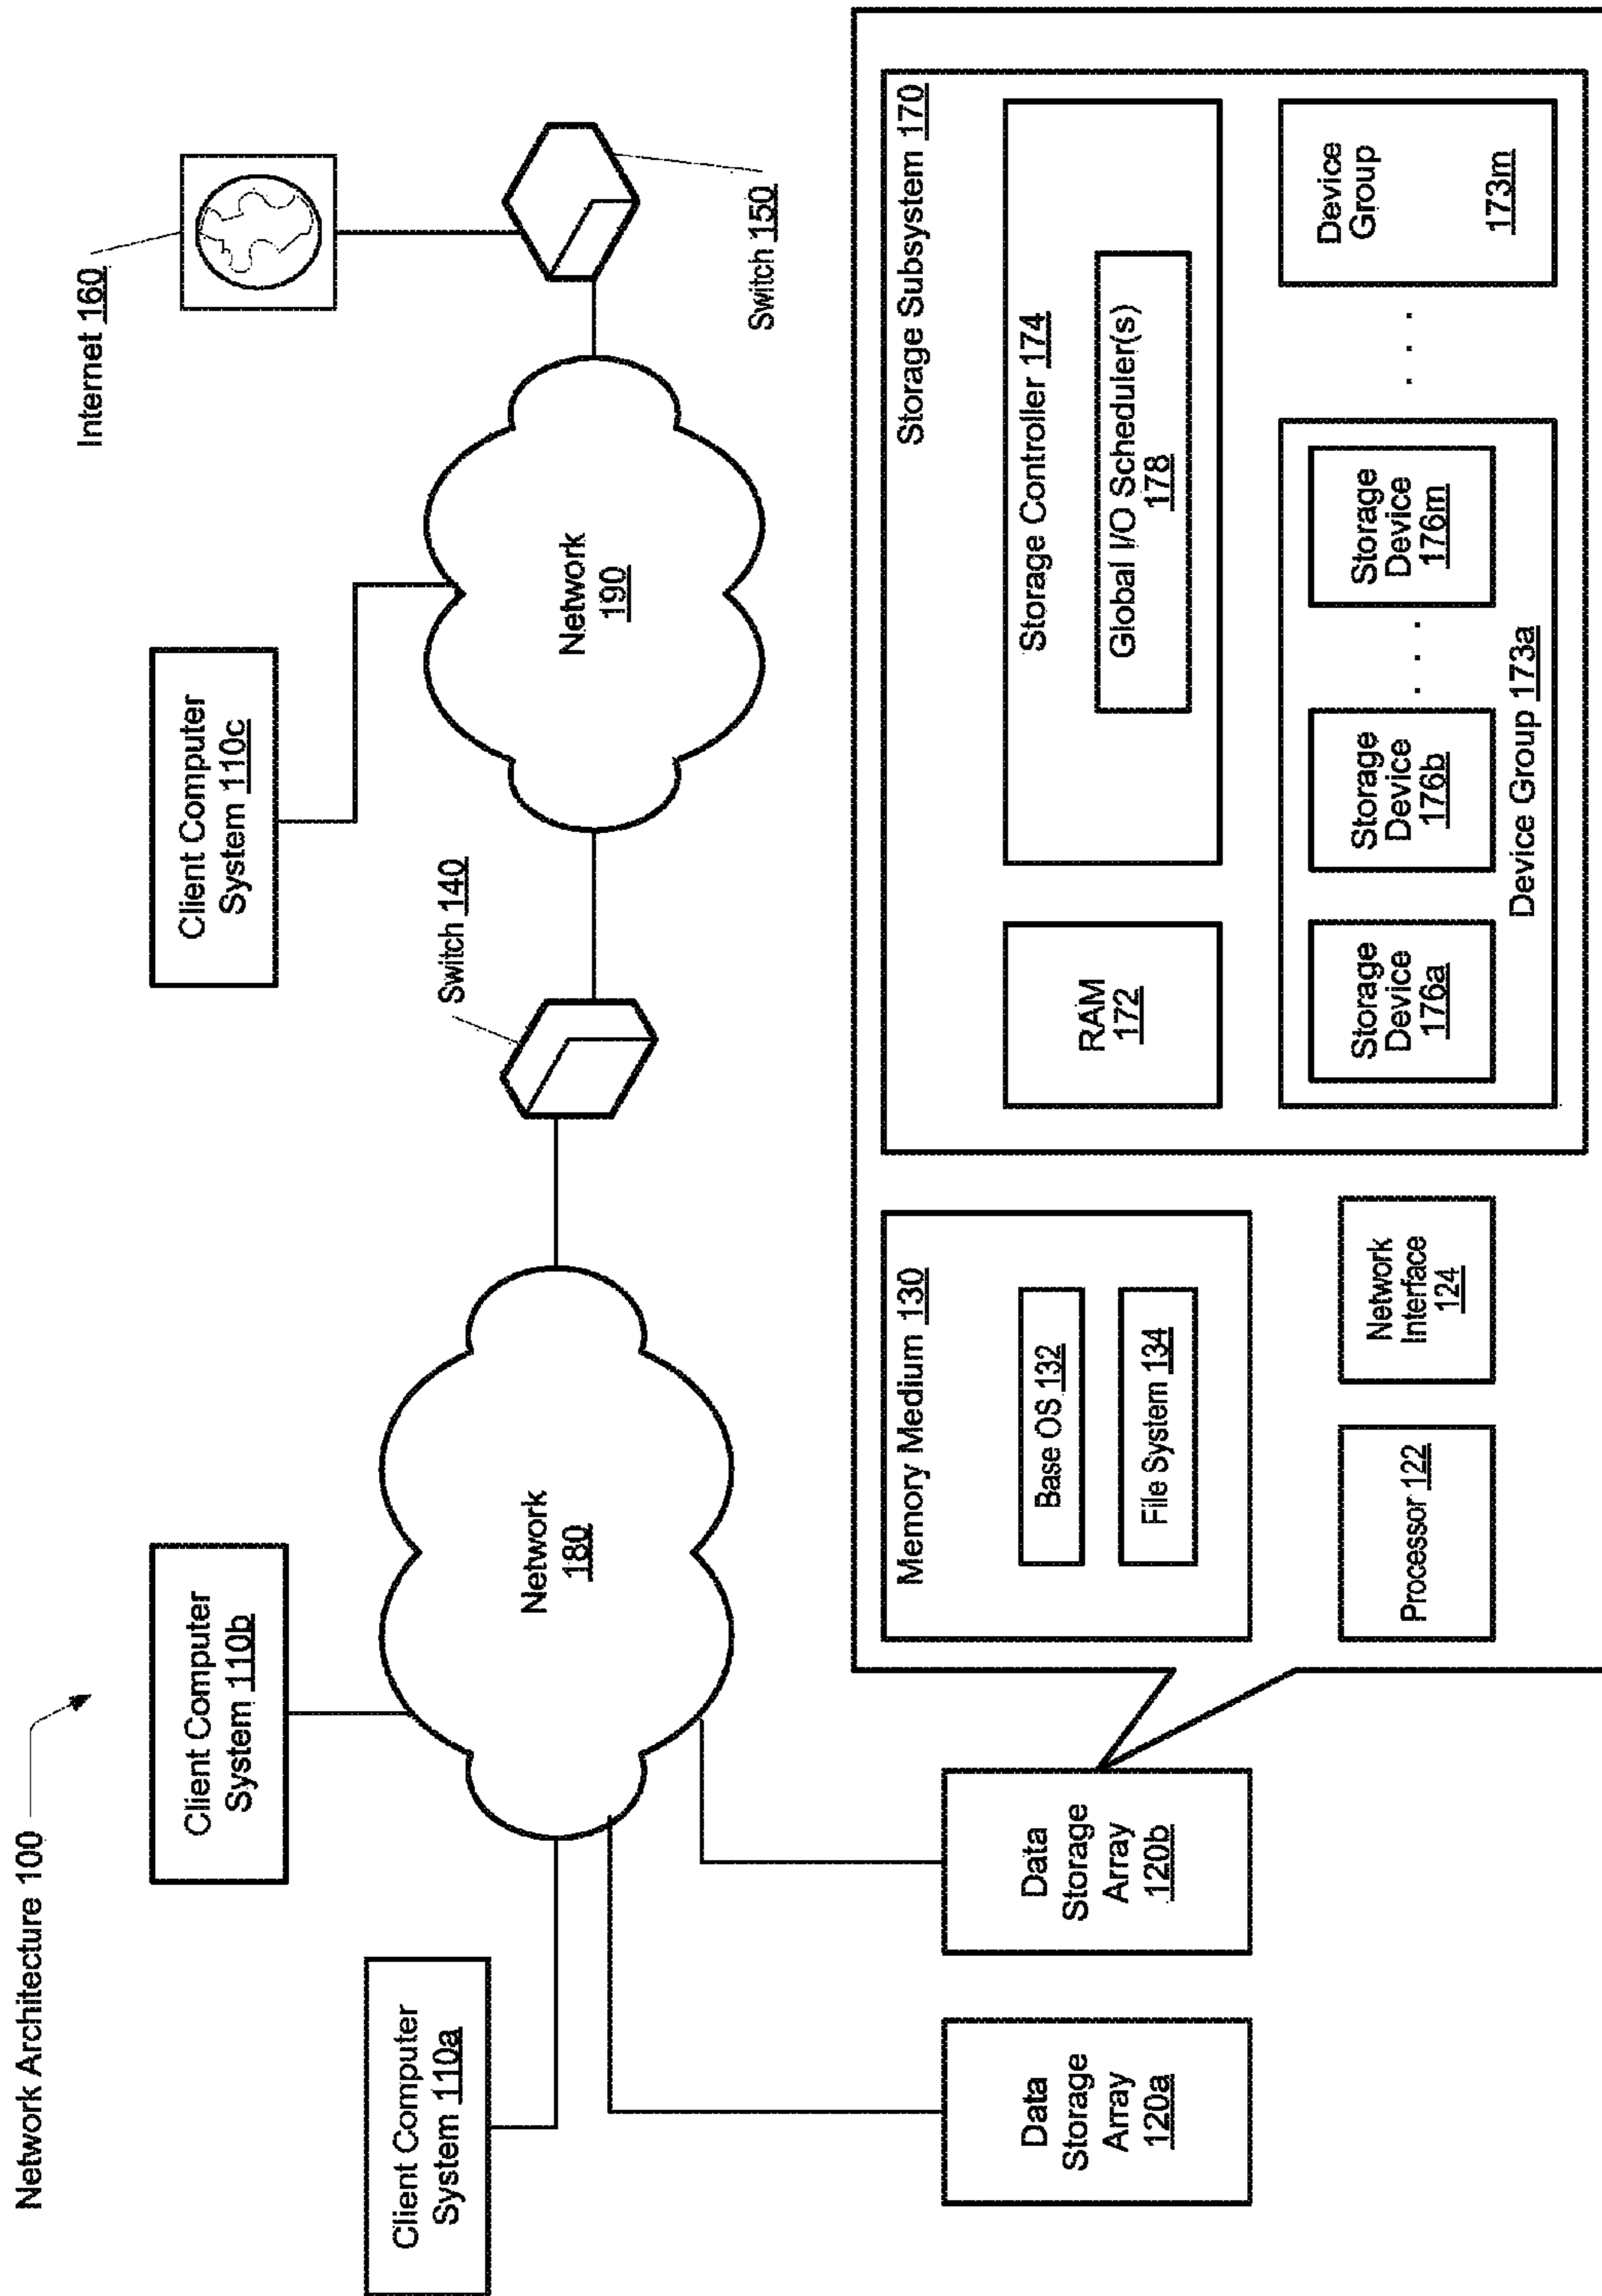 Network Architecture 100
Client Computer
System 110a
Client Computer
System 110b
Client Computer
System 110c
Internet 160
Switch 140
Switch 150
Network
180
Network
190
Data
Storage
Array
120a
Data
Storage
Array
120b
Memory Medium 130
Base OS 132
File System 134
Processor 122
Network
Interface
124
Storage Subsystem 170
RAM
172
Storage Controller 174
Global I/O Scheduler(s)
178
Storage
Device
176a
Storage
Device
176b
. . .
Storage
Device
176m
Device Group 173a
. . .
Device
Group
173m